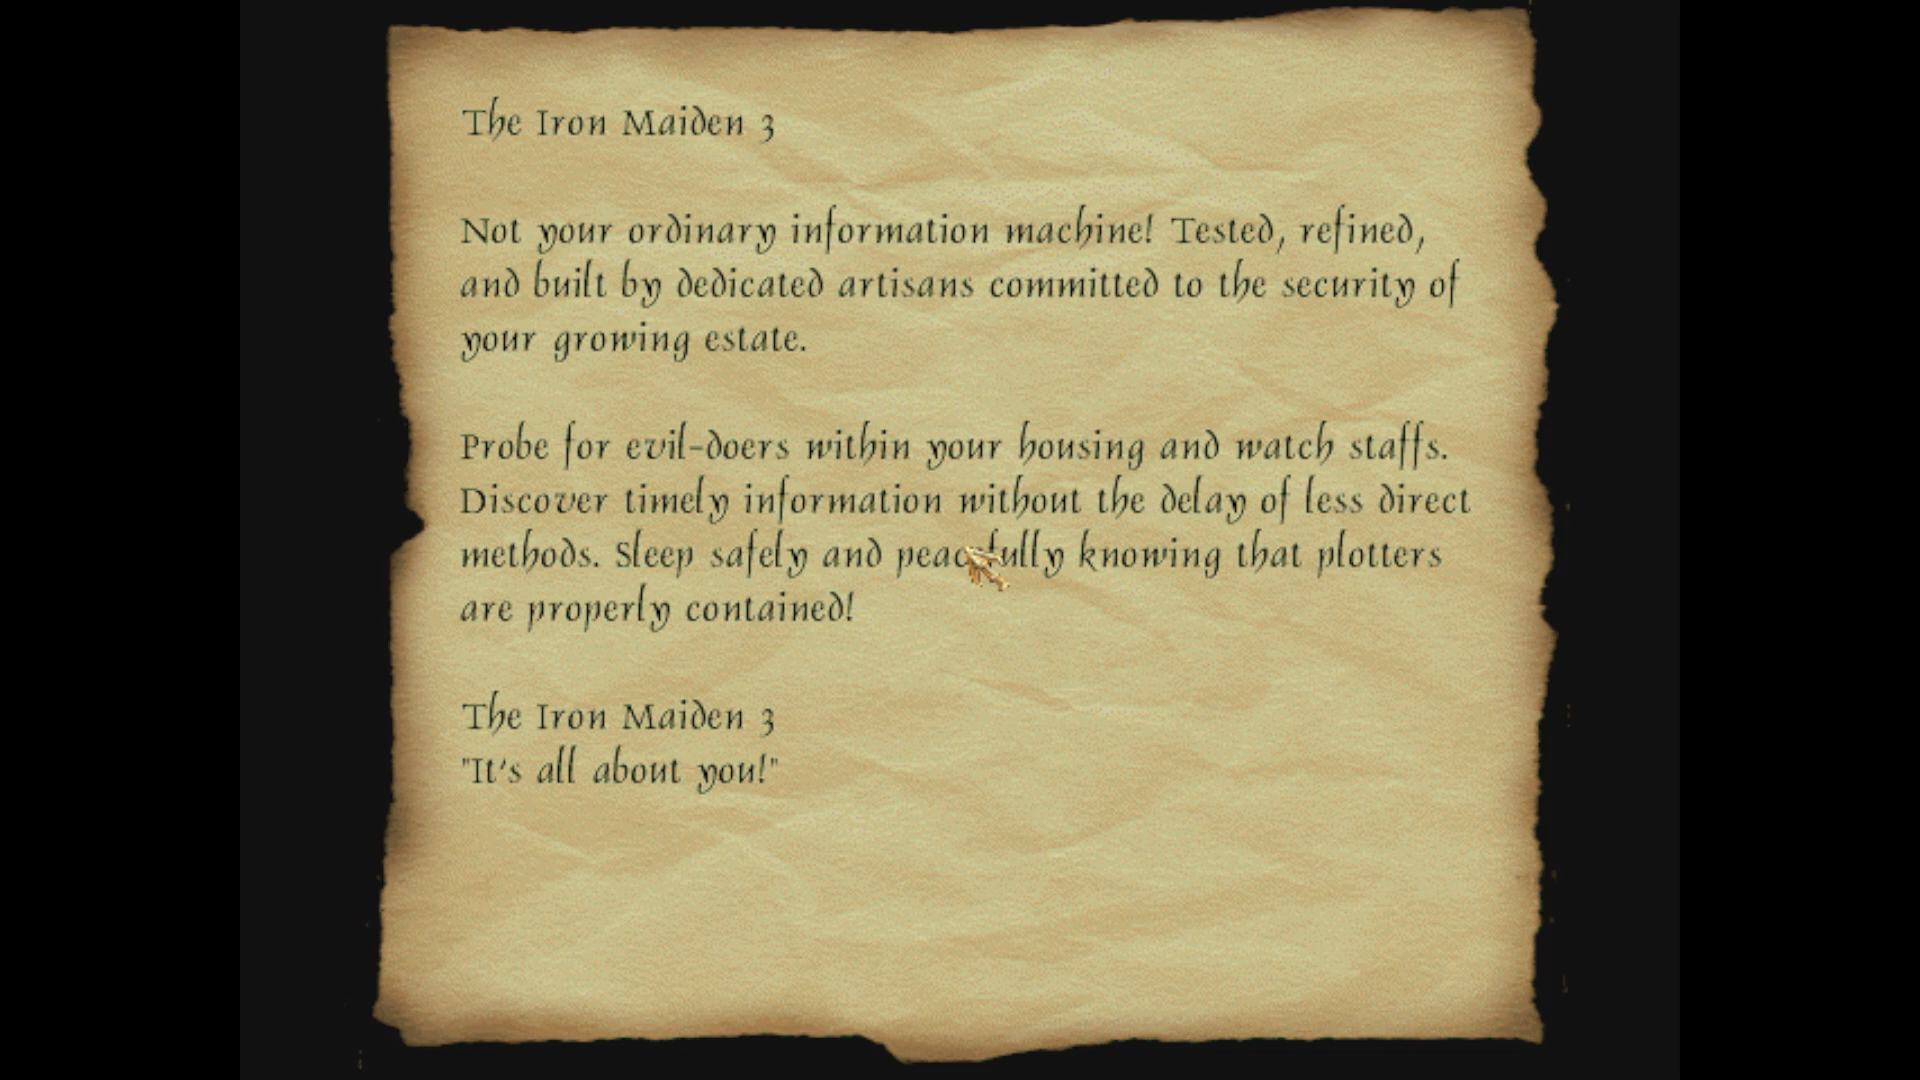 The Iron Maiden 3
Not your ordinary information machine! Tested, refined,
and built by dedicated artisans committed to the security of
your growing estate.
Probe for evil-doers within your housing and watch staffs.
Discover timely information without the delay of less direct
methods. Sleep safely and peacefully knowing that plotters
are properly contained!
The Iron Maiden 3
"It's all about you!"